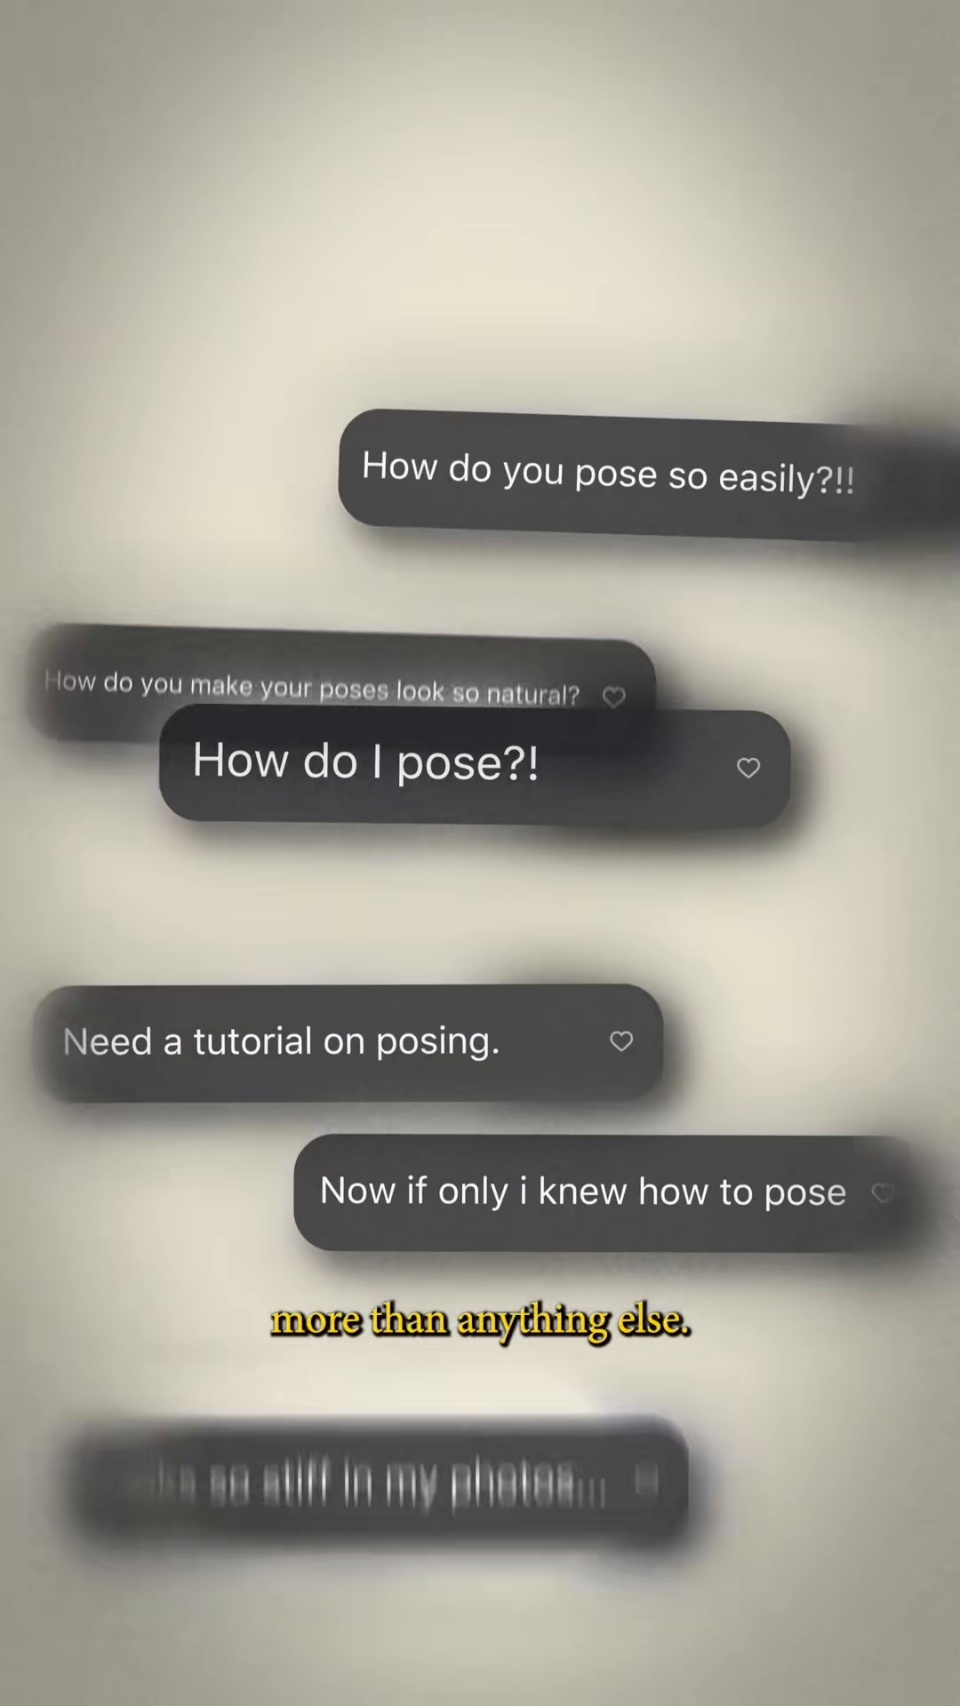 How do you pose so easily?!!
How do you make your poses look so natural?
How do I pose?!
Need a tutorial on posing.
Now if only i knew how to pose
more than anything else.
so stiff in my photos...